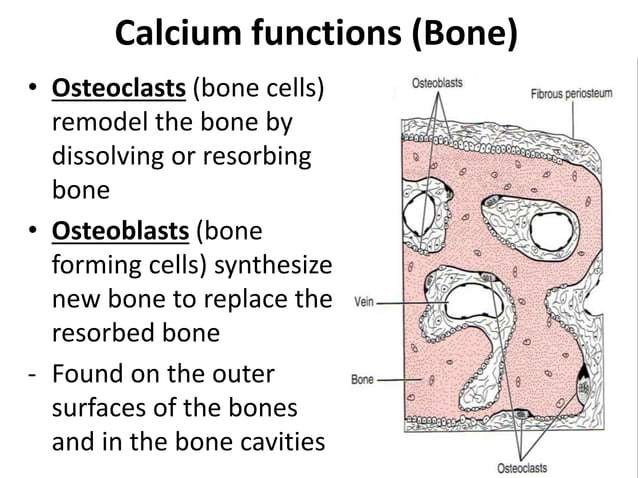 Calcium functions (Bone)
• Osteoclasts (bone cells)
remodel the bone by
dissolving or resorbing
bone
• Osteoblasts (bone
forming cells) synthesize
new bone to replace the
resorbed bone
- Found on the outer
surfaces of the bones
and in the bone cavities
Osteoblasts
Fibrous periosteum
Vein
Bone
Osteoclasts